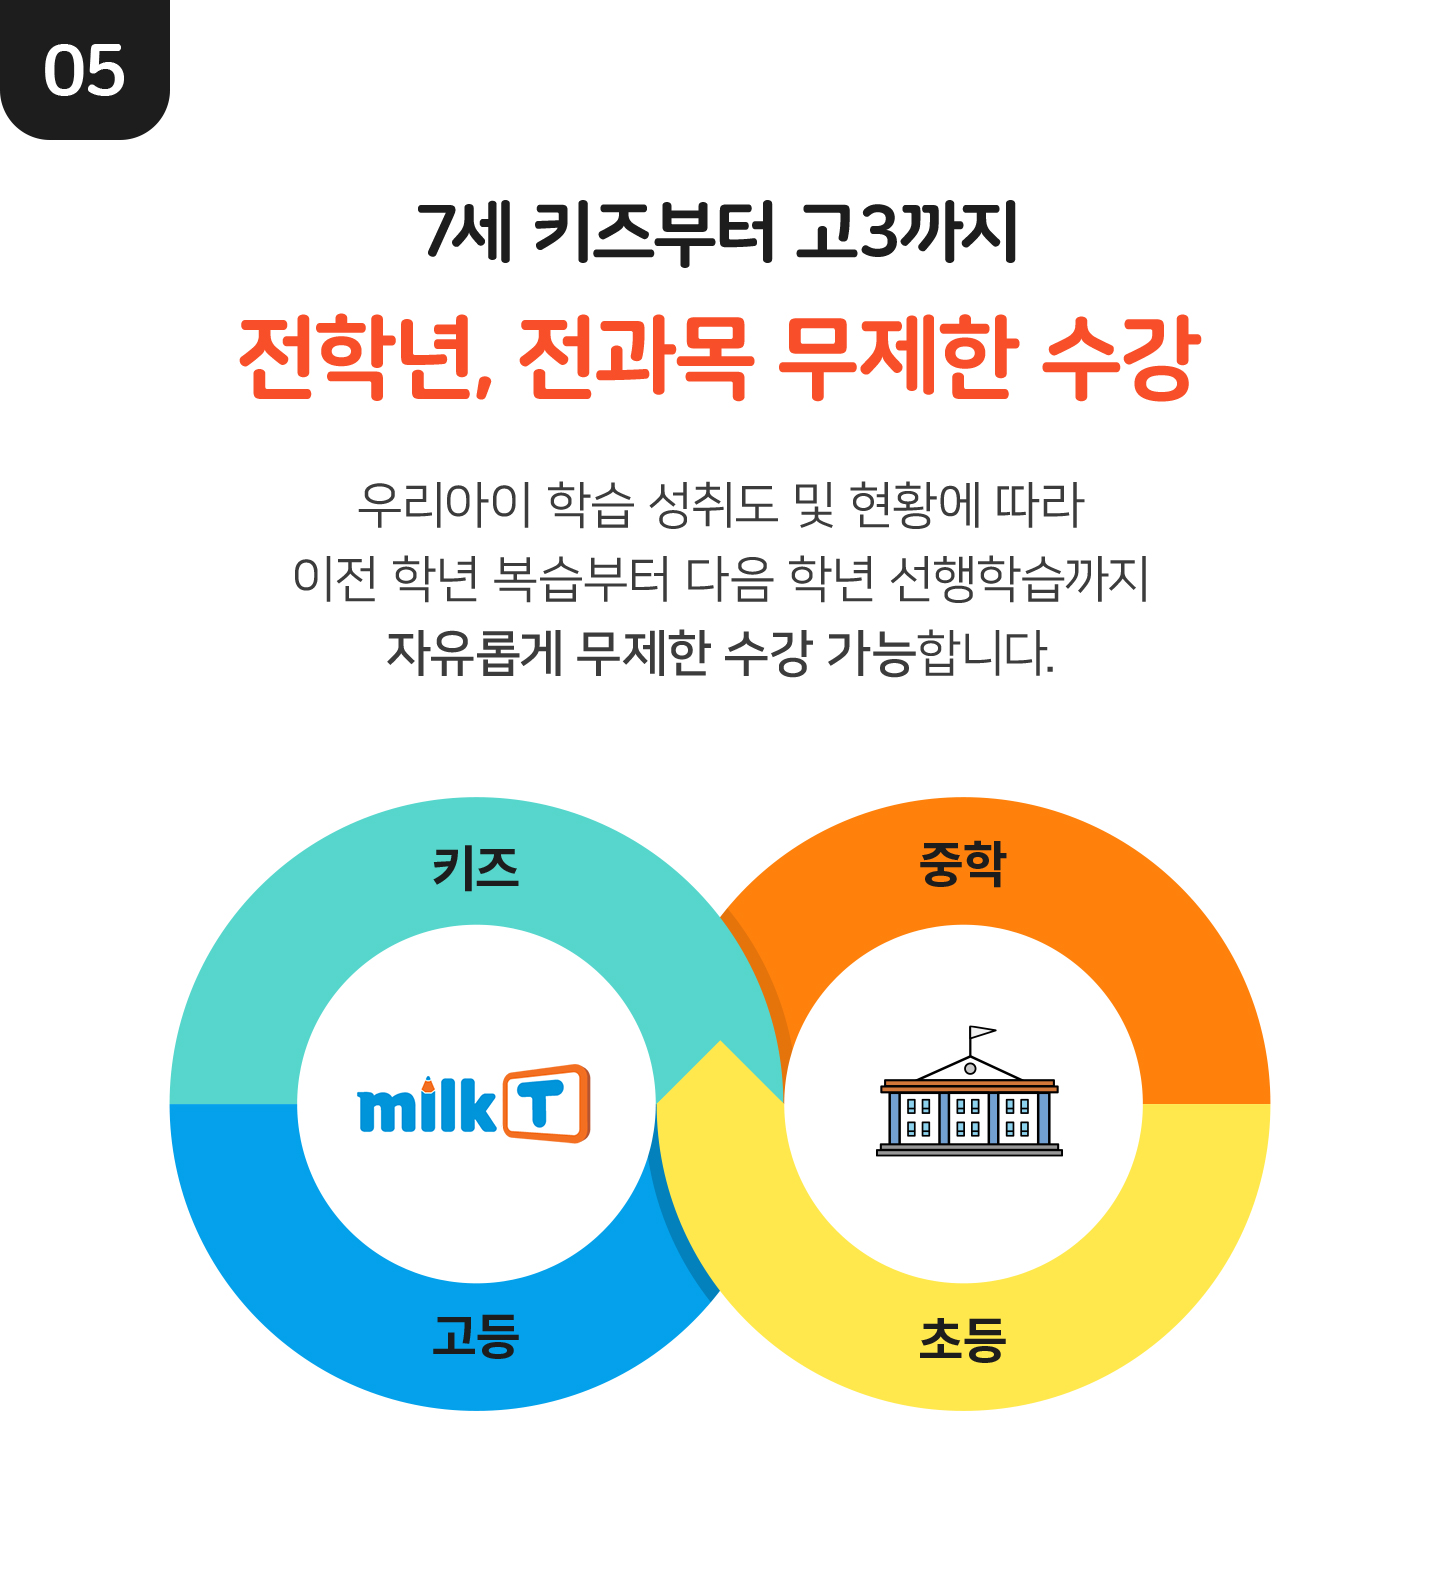 05
7세 키즈부터 고3까지
전학년, 전과목 무제한 수강
우리아이 학습 성취도 및 현황에 따라
이전 학년 복습부터 다음 학년 선행학습까지
자유롭게 무제한 수강 가능합니다.
키즈
중학
milk T
고등
초등